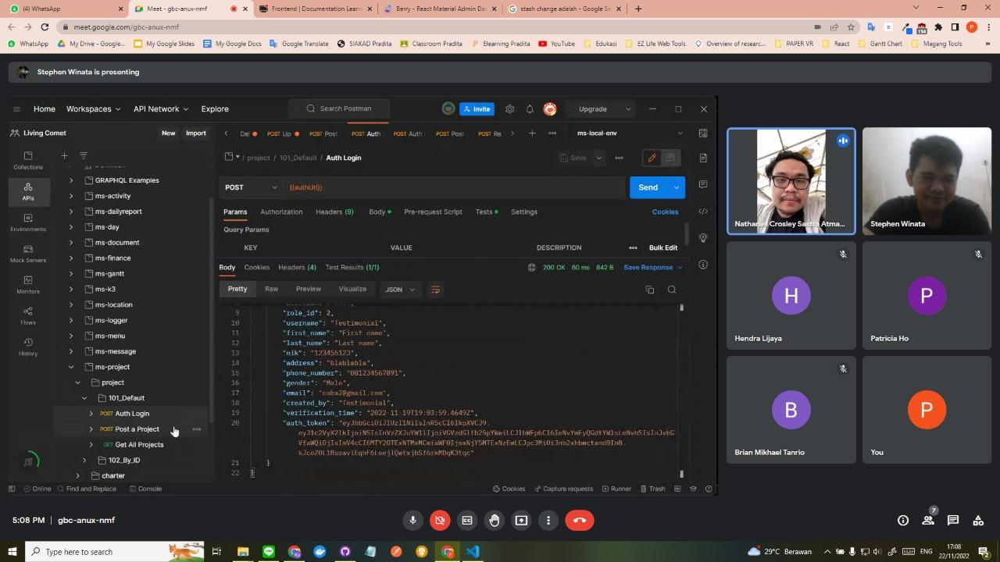 (4) WhatsApp
Meet - gbc-anux-nmf
Frontend | Documentation Learn
Berry - React Material Admin Das
stash change adalah - Google Se
meet.google.com/gbc-anux-nmf
WhatsApp
My Drive - Google...
My Drive - Google...
Google Slide
Google Docs
Google Translate
SIAKAD Pradita
Classroom Pradita
Elearning Pradita
YouTube
Edukasi
EZ Life Web Tools
Overview of researc...
PAPER VR
React
Gantt Chart
Magang Tools
Stephen Winata is presenting
Home
Workspaces
API Network
Explore
Search Postman
Invite
Upgrade
Living Comet
New
Import
Del
POST Up
POST Post
POST Auth
POST Auth
POST Post
POST Re
ms-local-env
Collections
APIs
Environments
Mock Servers
Monitors
Flows
History
GRAPHQL Examples
ms-activity
ms-dailyreport
ms-day
ms-document
ms-finance
ms-gantt
ms-k3
ms-location
ms-logger
ms-menu
ms-message
ms-project
project
101_Default
POST Auth Login
POST Post a Project
GET Get All Projects
102_By_ID
charter
/ project / 101_Default / Auth Login
Save
POST
{{authUrl}}
Send
Params
Authorization
Headers (9)
Body
Pre-request Script
Tests
Settings
Cookies
Query Params
KEY
VALUE
DESCRIPTION
Bulk Edit
Body
Cookies
Headers (4)
Test Results (1/1)
200 OK
60 ms
842 B
Save Response
Pretty
Raw
Preview
Visualize
JSON
9 "role_id": 2,
10 "username": "Testimonial",
11 "first_name": "First name",
12 "last_name": "Last name",
13 "nik": "123456123",
14 "address": "blablabla",
15 "phone_number": "081234567891",
16 "gender": "Male",
17 "email": "coba2@gmail.com",
18 "created_by": "Testimonial",
19 "verification_time": "2022-11-19T19:03:59.4649Z",
20 "auth_token":
21 }
22 }
Online
Find and Replace
Console
Cookies
Capture requests
Runner
Trash
Nathaniel Crosley Sastra Atma...
Stephen Winata
H
Hendra Lijaya
P
Patricia Ho
B
Brian Mikhael Tanrio
P
You
5:08 PM | gbc-anux-nmf
7
Type here to search
29°C Berawan
ENG
17:08
22/11/2022
2